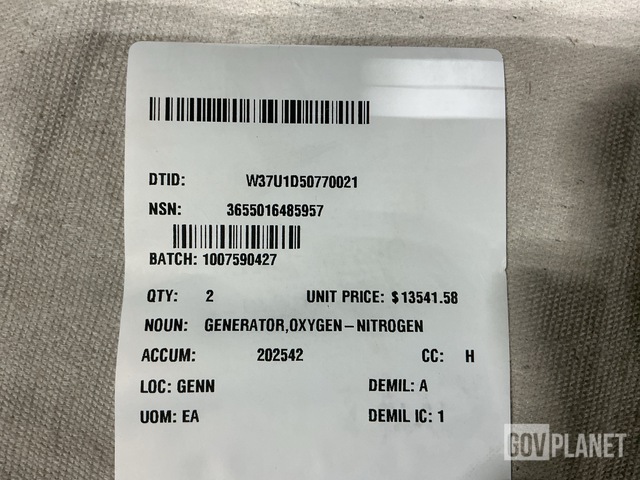 DTID: W37U1D50770021
NSN: 3655016485957
BATCH: 1007590427
QTY: 2 UNIT PRICE: $13541.58
NOUN: GENERATOR,OXYGEN-NITROGEN
ACCUM: 202542 CC: H
LOC: GENN DEMIL: A
UOM: EA DEMIL IC: 1
GOVPLANET